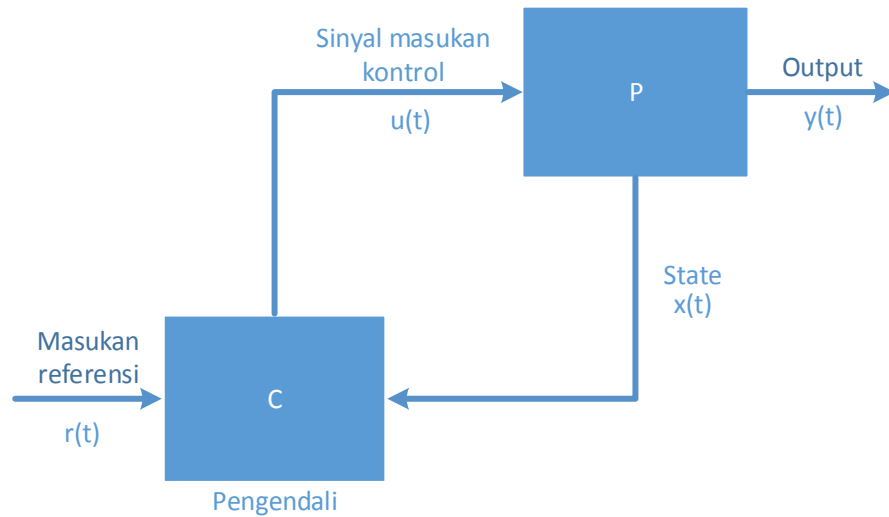 Sinyal masukan
kontrol
u(t)
P
Output
y(t)
State
x(t)
Masukan
referensi
r(t)
C
Pengendali